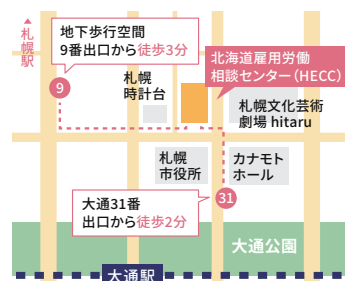 ▲札幌駅
地下歩行空間
9番出口から徒歩3分
9
札幌
時計台
北海道雇用労働
相談センター（HECC）
札幌文化芸術
劇場 hitaru
札幌
市役所
カナモト
ホール
大通31番
出口から徒歩2分
31
大通公園
大通駅